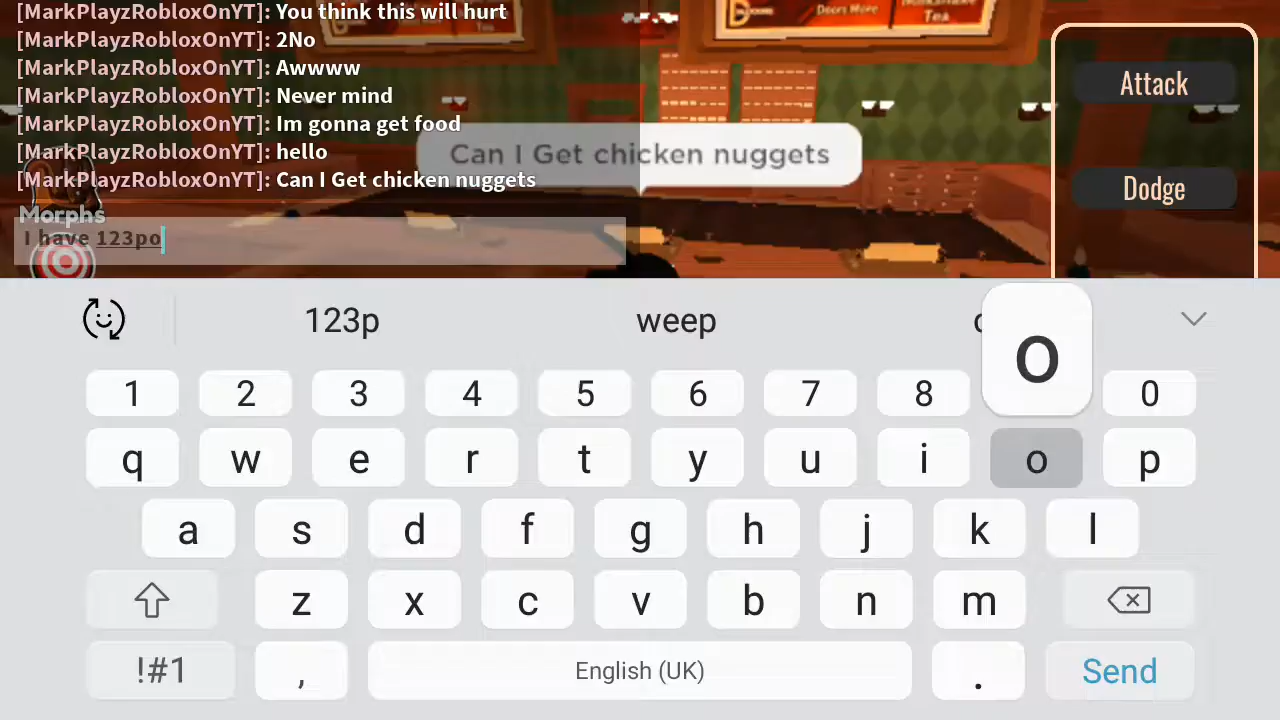 [MarkPlayzRobloxOnYT]: You think this will hurt
[MarkPlayzRobloxOnYT]: 2No
[MarkPlayzRobloxOnYT]: Awwww
[MarkPlayzRobloxOnYT]: Never mind
[MarkPlayzRobloxOnYT]: Im gonna get food
[MarkPlayzRobloxOnYT]: hello
[MarkPlayzRobloxOnYT]: Can I Get chicken nuggets
Can I Get chicken nuggets
Tea
Attack
Dodge
Morphs
I have 123po
123p weep
o
1 2 3 4 5 6 7 8 0
q w e r t y u i o p
a s d f g h j k l
z x c v b n m
!#1 , English (UK) . Send